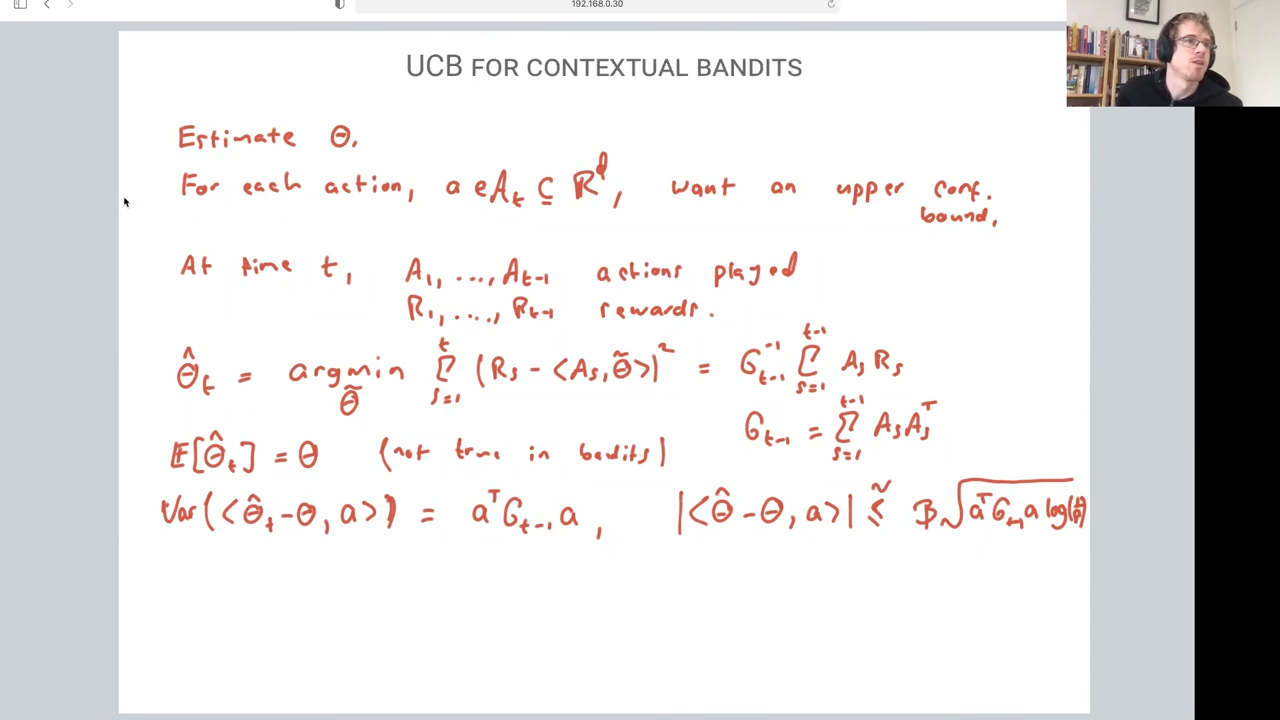 192.168.0.30
UCB FOR CONTEXTUAL BANDITS
Estimate Θ.
For each action, a ∈ A_t ⊆ ℝ^d, want an upper conf.
bound.
At time t, A_1, ..., A_{t-1} actions played
R_1, ..., R_{t-1} rewards.
Θ̂_t = argmin_{Θ̃} Σ_{s=1}^{t} (R_s - <A_s, Θ̃>)^2 = G_{t-1}^{-1} Σ_{s=1}^{t-1} A_s R_s
G_{t-1} = Σ_{s=1}^{t-1} A_s A_s^T
E[Θ̂_t] = Θ (not true in badits)
Var(<Θ̂_t - Θ, a>) = a^T G_{t-1} a, |<Θ̂ - Θ, a>| ≲ β√(a^T G_{t-1} a log(